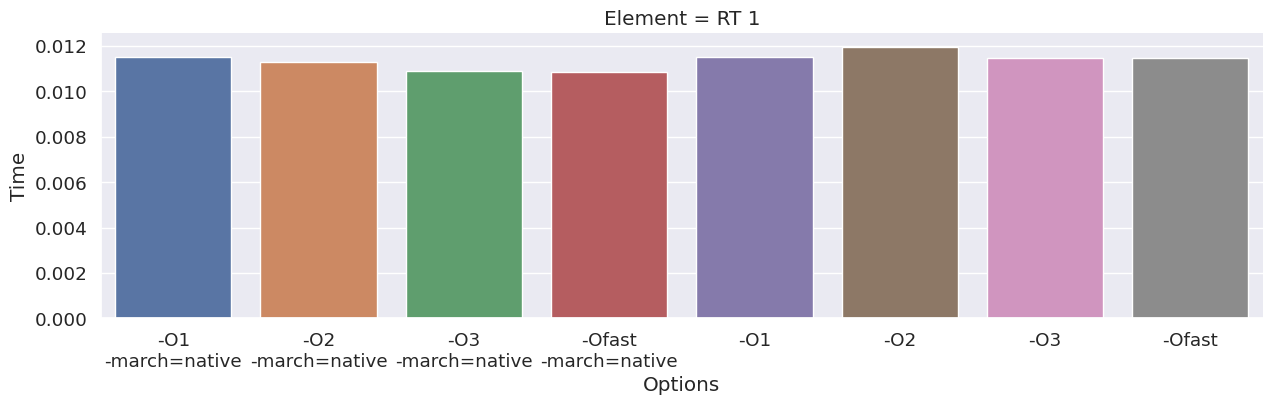 Element = RT 1
Time
0.012
0.010
0.008
0.006
0.004
0.002
0.000
-O1
-march=native
-O2
-march=native
-O3
-march=native
-Ofast
-march=native
-O1
-O2
-O3
-Ofast
Options